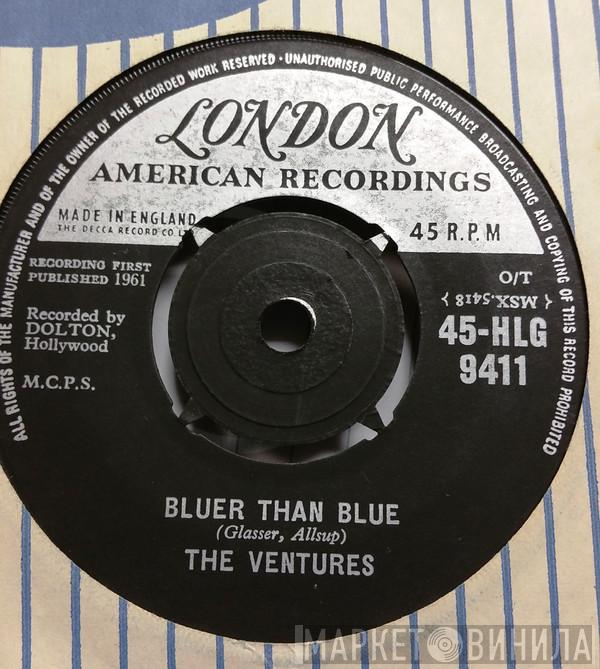 ALL RIGHTS OF THE MANUFACTURER AND OF THE OWNER OF THE RECORDED WORK RESERVED · UNAUTHORISED PUBLIC PERFORMANCE BROADCASTING AND COPYING OF THIS RECORD PROHIBITED
LONDON
AMERICAN RECORDINGS
MADE IN ENGLAND
THE DECCA RECORD CO
45 R.P.M
RECORDING FIRST
PUBLISHED 1961
Recorded by
DOLTON,
Hollywood
M.C.P.S.
O/T
{ MSX.5418 }
45-HLG
9411
BLUER THAN BLUE
(Glasser, Allsup)
THE VENTURES
МАРКЕТ ВИНИЛА